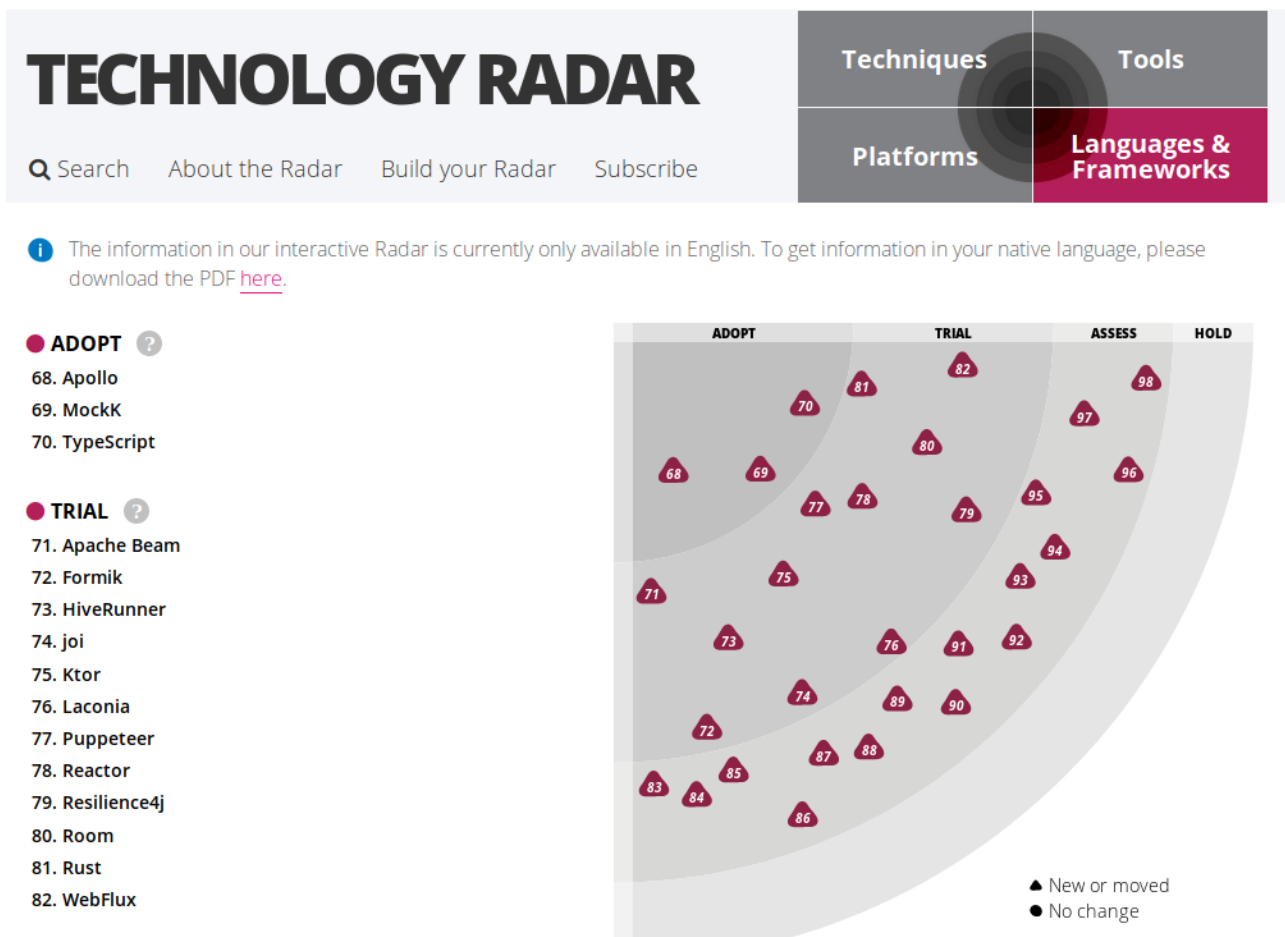 TECHNOLOGY RADAR
Search About the Radar Build your Radar Subscribe
Techniques
Tools
Platforms
Languages &
Frameworks
i
The information in our interactive Radar is currently only available in English. To get information in your native language, please
download the PDF here.
ADOPT ?
68. Apollo
69. MockK
70. TypeScript
TRIAL ?
71. Apache Beam
72. Formik
73. HiveRunner
74. joi
75. Ktor
76. Laconia
77. Puppeteer
78. Reactor
79. Resilience4j
80. Room
81. Rust
82. WebFlux
ADOPT TRIAL ASSESS HOLD
82
81
98
70
97
80
68
69
96
77
78
95
79
94
75
93
71
73
76
91
92
74
89
90
72
87
88
85
83
84
86
New or moved
No change